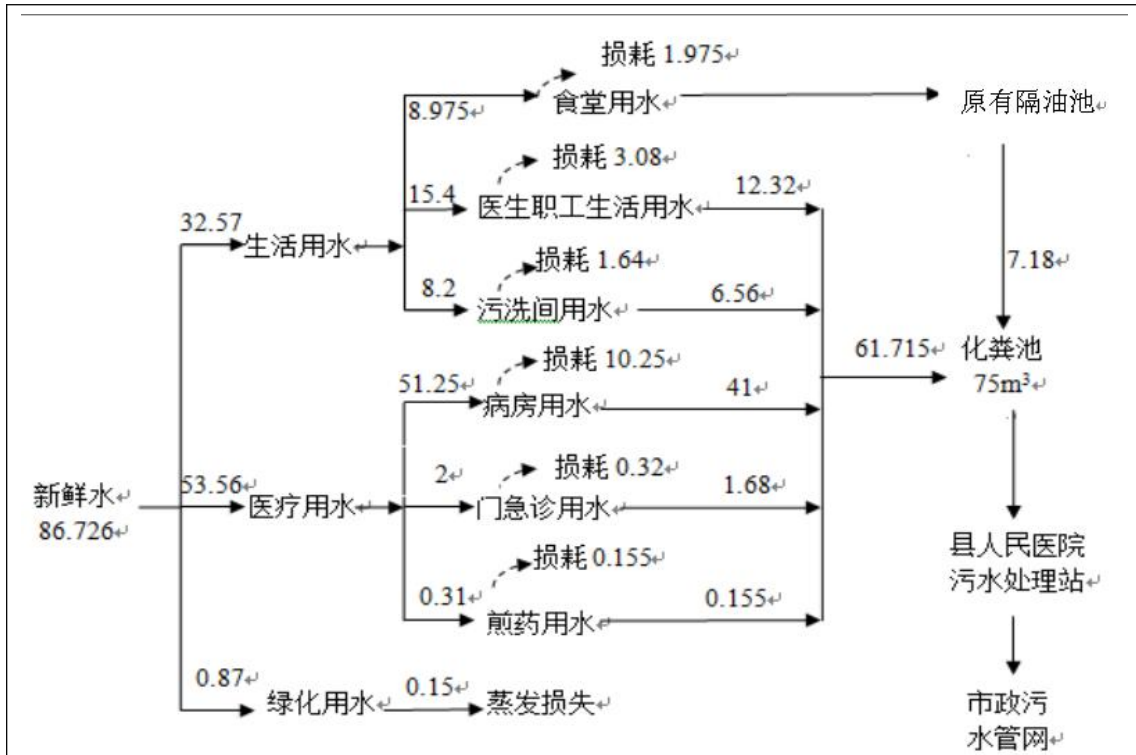 损耗 1.975
8.975
食堂用水
原有隔油池
损耗 3.08
15.4
医生职工生活用水
12.32
32.57
生活用水
损耗 1.64
7.18
8.2
污洗间用水
6.56
损耗 10.25
61.715
化粪池
75m³
51.25
病房用水
41
新鲜水
86.726
53.56
医疗用水
损耗 0.32
2
门急诊用水
1.68
损耗 0.155
县人民医院
污水处理站
0.31
煎药用水
0.155
0.87
绿化用水
0.15
蒸发损失
市政污
水管网